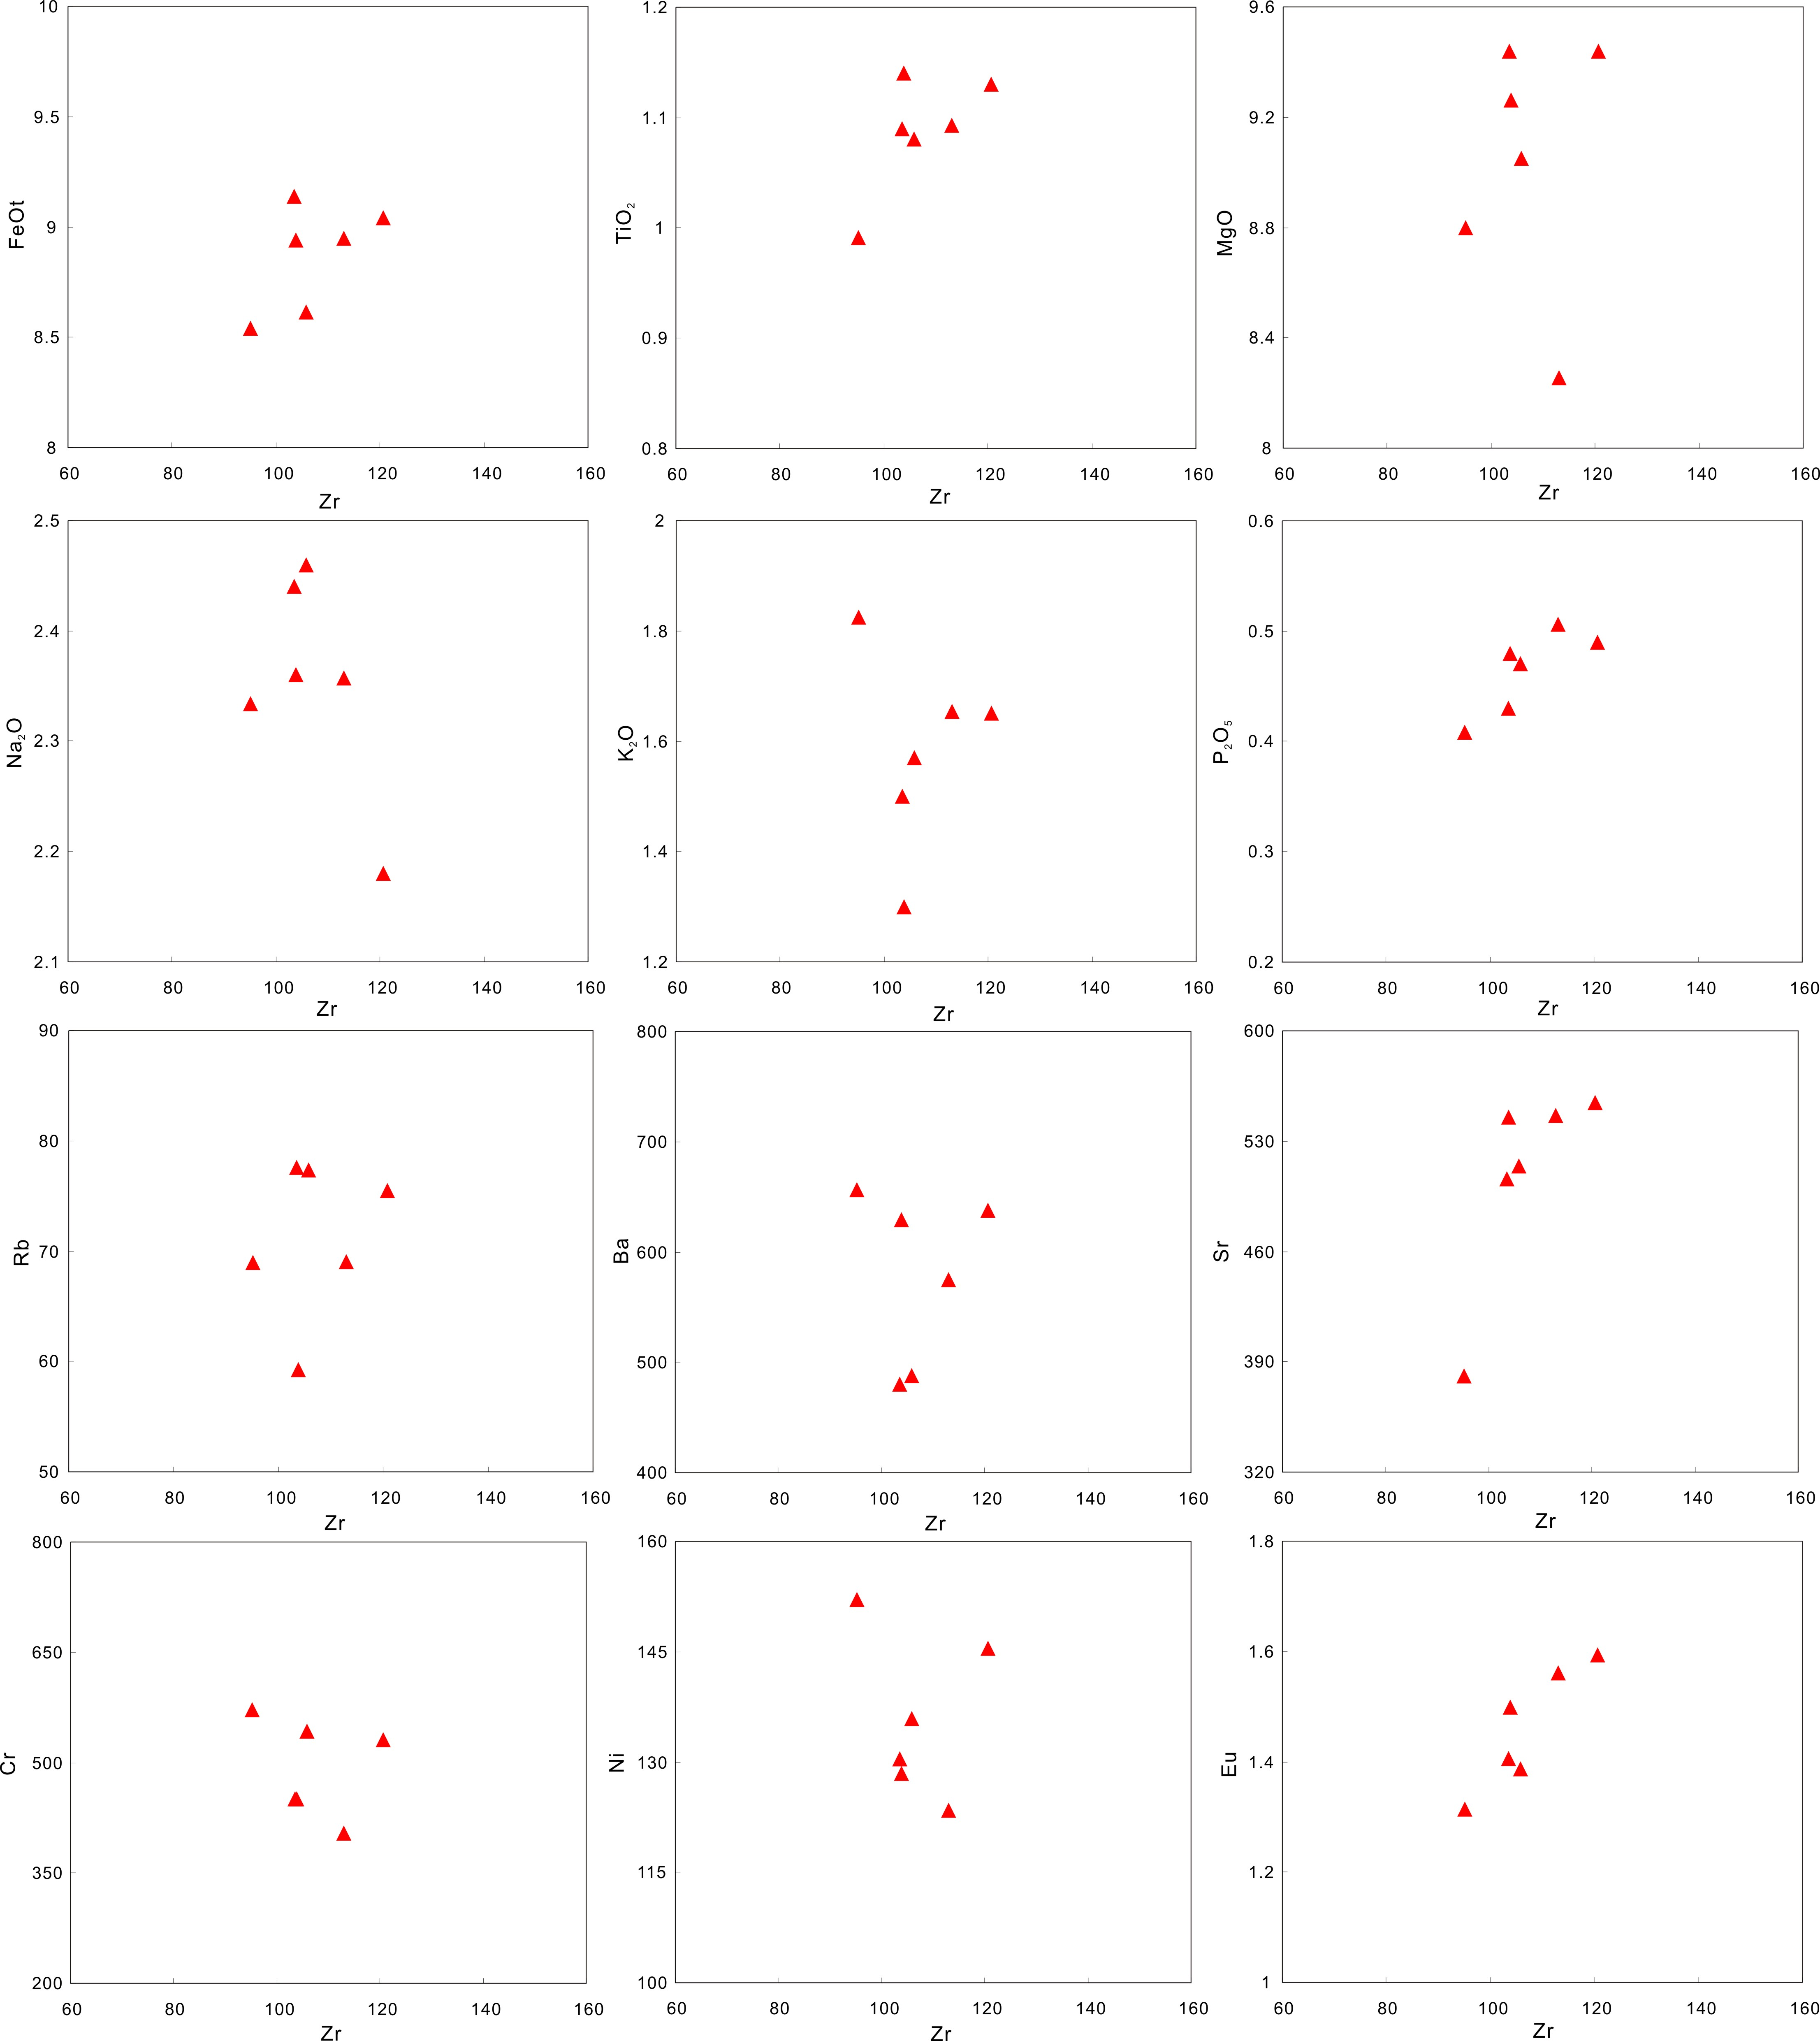 10
9.5
9
8.5
8
FeOt
60 80 100 120 140 160
Zr
1.2
1.1
1
0.9
0.8
TiO₂
60 80 100 120 140 160
Zr
9.6
9.2
8.8
8.4
8
MgO
60 80 100 120 140 160
Zr
2.5
2.4
2.3
2.2
2.1
Na₂O
60 80 100 120 140 160
Zr
2
1.8
1.6
1.4
1.2
K₂O
60 80 100 120 140 160
Zr
0.6
0.5
0.4
0.3
0.2
P₂O₅
60 80 100 120 140 160
Zr
90
80
70
60
50
Rb
60 80 100 120 140 160
Zr
800
700
600
500
400
Ba
60 80 100 120 140 160
Zr
600
530
460
390
320
Sr
60 80 100 120 140 160
Zr
800
650
500
350
200
Cr
60 80 100 120 140 160
Zr
160
145
130
115
100
Ni
60 80 100 120 140 160
Zr
1.8
1.6
1.4
1.2
1
Eu
60 80 100 120 140 160
Zr